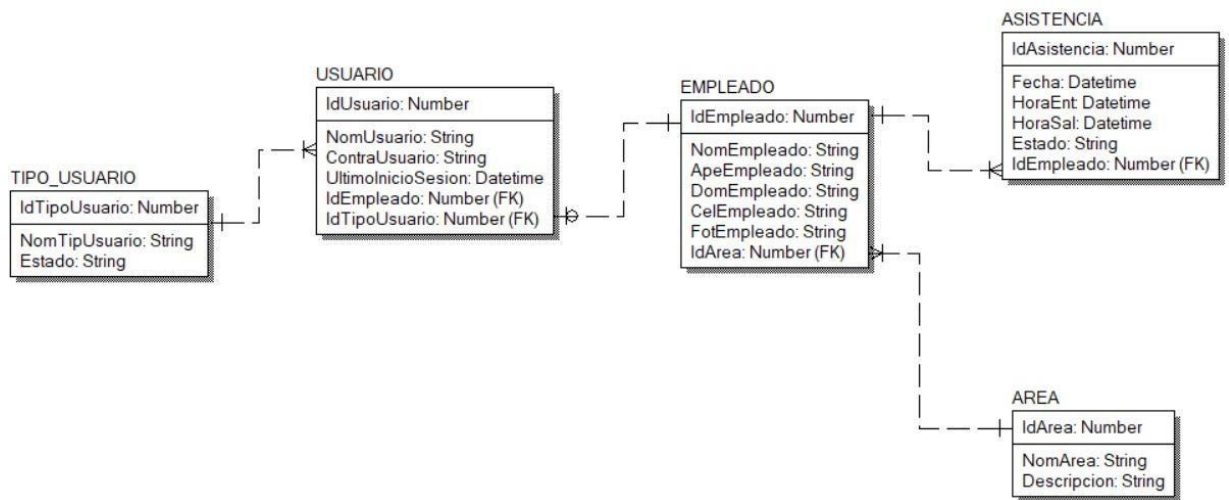 TIPO_USUARIO
IdTipoUsuario: Number
NomTipUsuario: String
Estado: String
USUARIO
IdUsuario: Number
NomUsuario: String
ContraUsuario: String
UltimoInicioSesion: Datetime
IdEmpleado: Number (FK)
IdTipoUsuario: Number (FK)
EMPLEADO
IdEmpleado: Number
NomEmpleado: String
ApeEmpleado: String
DomEmpleado: String
CelEmpleado: String
FotEmpleado: String
IdArea: Number (FK)
ASISTENCIA
IdAsistencia: Number
Fecha: Datetime
HoraEnt: Datetime
HoraSal: Datetime
Estado: String
IdEmpleado: Number (FK)
AREA
IdArea: Number
NomArea: String
Descripcion: String